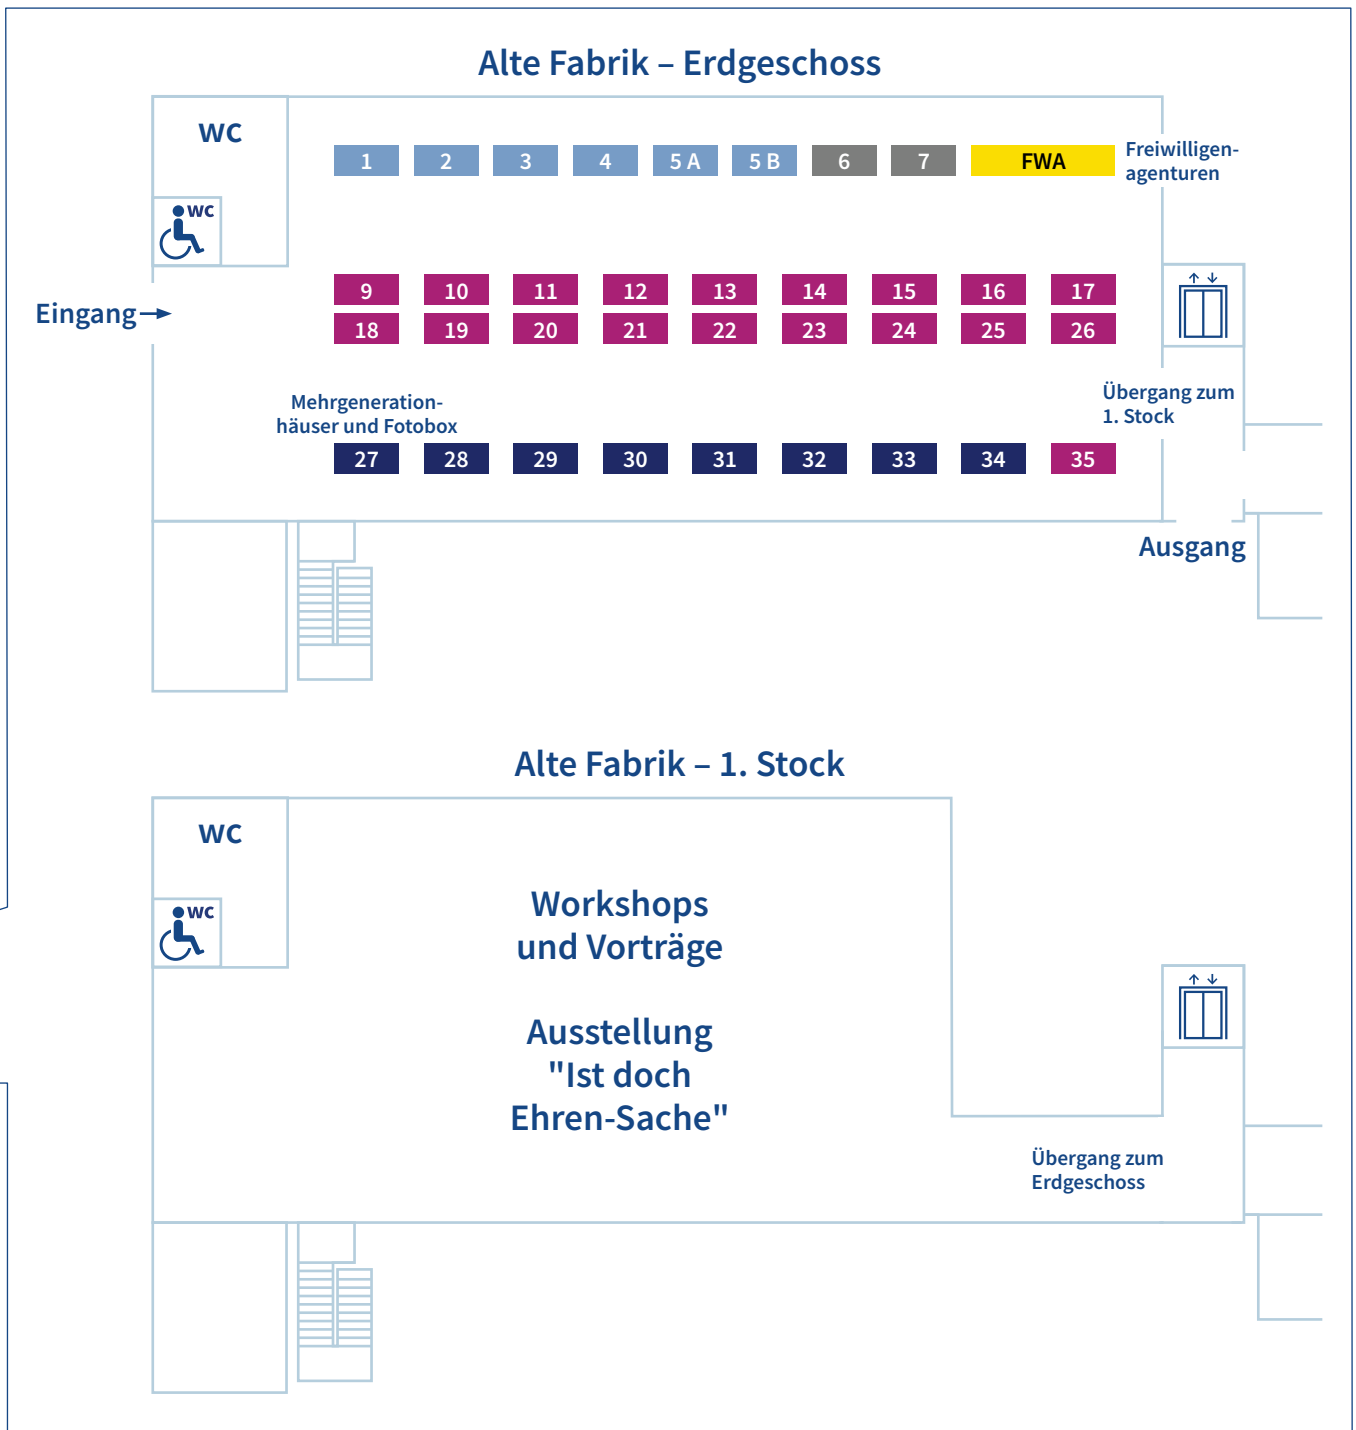 Alte Fabrik – Erdgeschoss
WC
1 2 3 4 5 A 5 B 6 7 FWA
Freiwilligen-
agenturen
WC
9 10 11 12 13 14 15 16 17
Eingang
18 19 20 21 22 23 24 25 26
Mehrgeneration-
häuser und Fotobox
Übergang zum
1. Stock
27 28 29 30 31 32 33 34 35
Ausgang
Alte Fabrik – 1. Stock
WC
WC
Workshops
und Vorträge
Ausstellung
"Ist doch
Ehren-Sache"
Übergang zum
Erdgeschoss